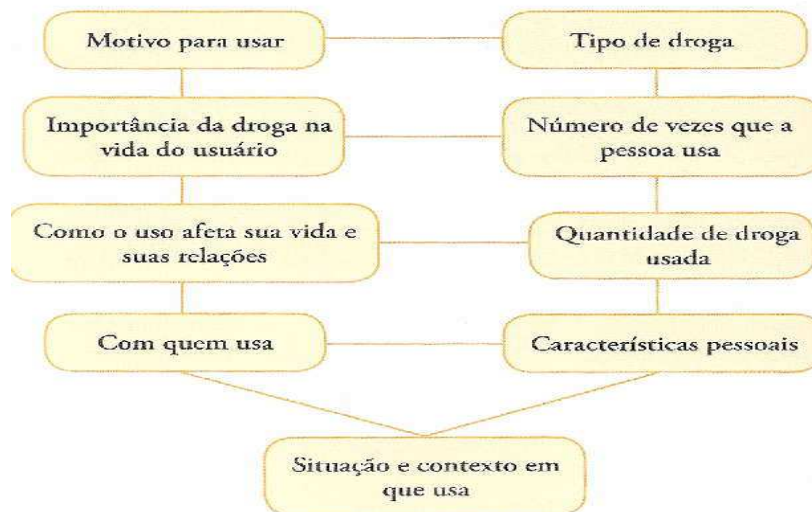 Motivo para usar
Tipo de droga
Importância da droga na
vida do usuário
Número de vezes que a
pessoa usa
Como o uso afeta sua vida e
suas relações
Quantidade de droga
usada
Com quem usa
Características pessoais
Situação e contexto em
que usa